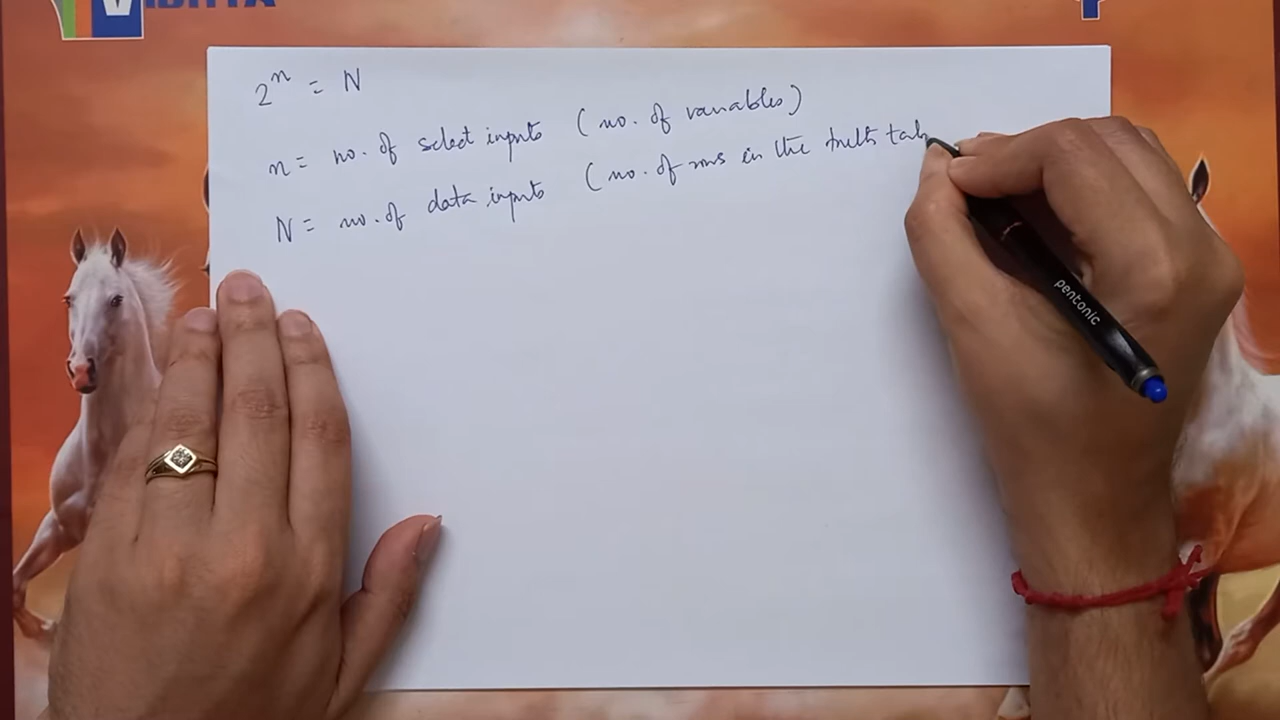 2^n = N
n = no. of select inputs (no. of variables)
N = no. of data inputs (no. of rows in the truth tab
pentonic